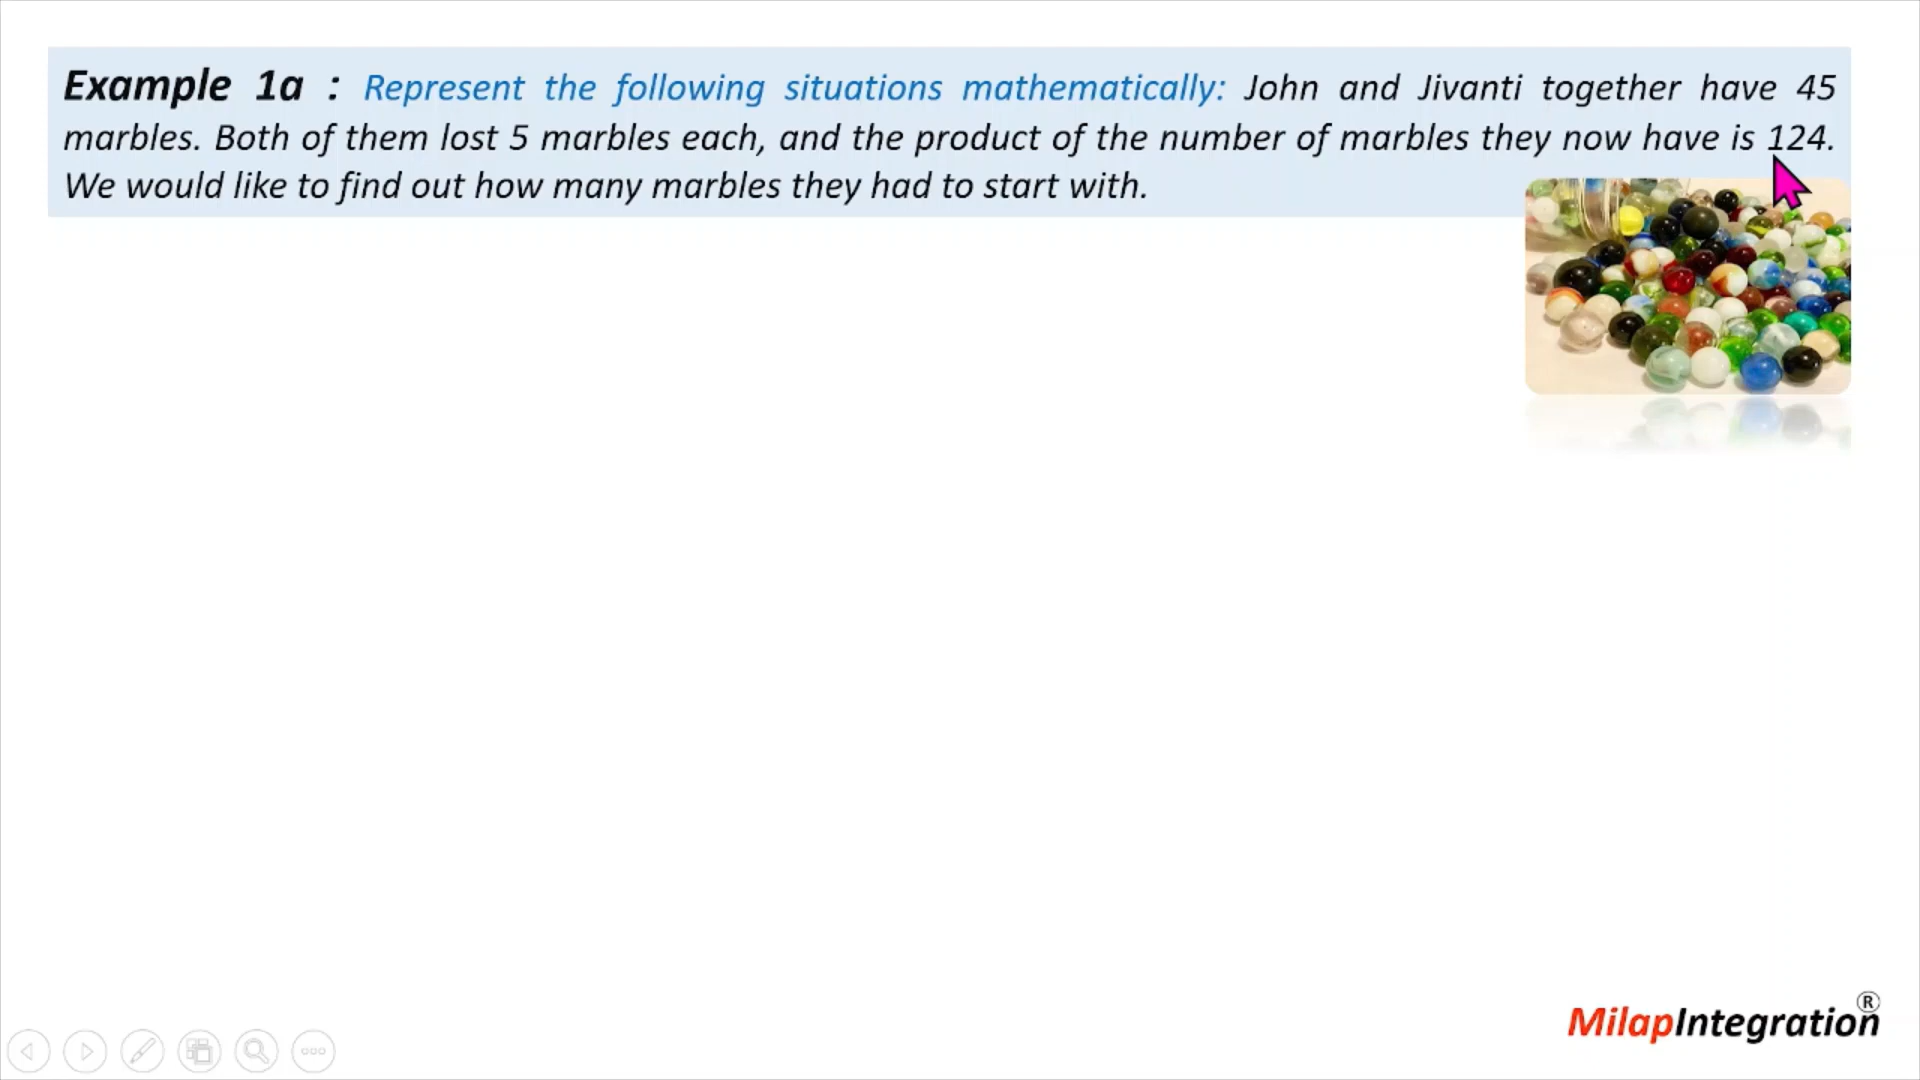 Example 1a : Represent the following situations mathematically: John and Jivanti together have 45
marbles. Both of them lost 5 marbles each, and the product of the number of marbles they now have is 124.
We would like to find out how many marbles they had to start with.
MilapIntegration®